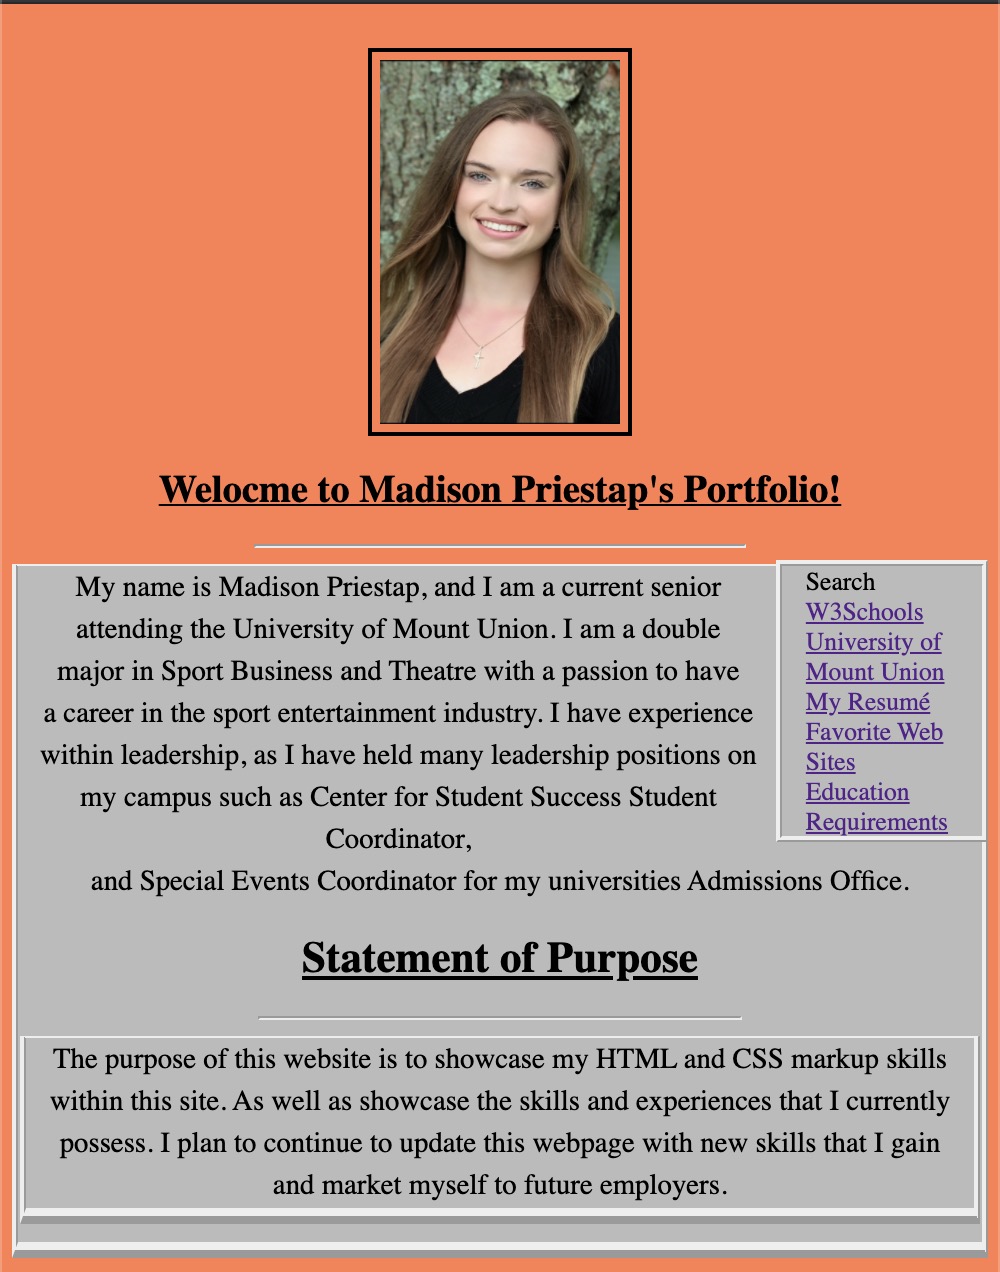 Welocme to Madison Priestap's Portfolio!
My name is Madison Priestap, and I am a current senior
attending the University of Mount Union. I am a double
major in Sport Business and Theatre with a passion to have
a career in the sport entertainment industry. I have experience
within leadership, as I have held many leadership positions on
my campus such as Center for Student Success Student
Coordinator,
and Special Events Coordinator for my universities Admissions Office.
Search
W3Schools
University of
Mount Union
My Resumé
Favorite Web
Sites
Education
Requirements
Statement of Purpose
The purpose of this website is to showcase my HTML and CSS markup skills
within this site. As well as showcase the skills and experiences that I currently
possess. I plan to continue to update this webpage with new skills that I gain
and market myself to future employers.